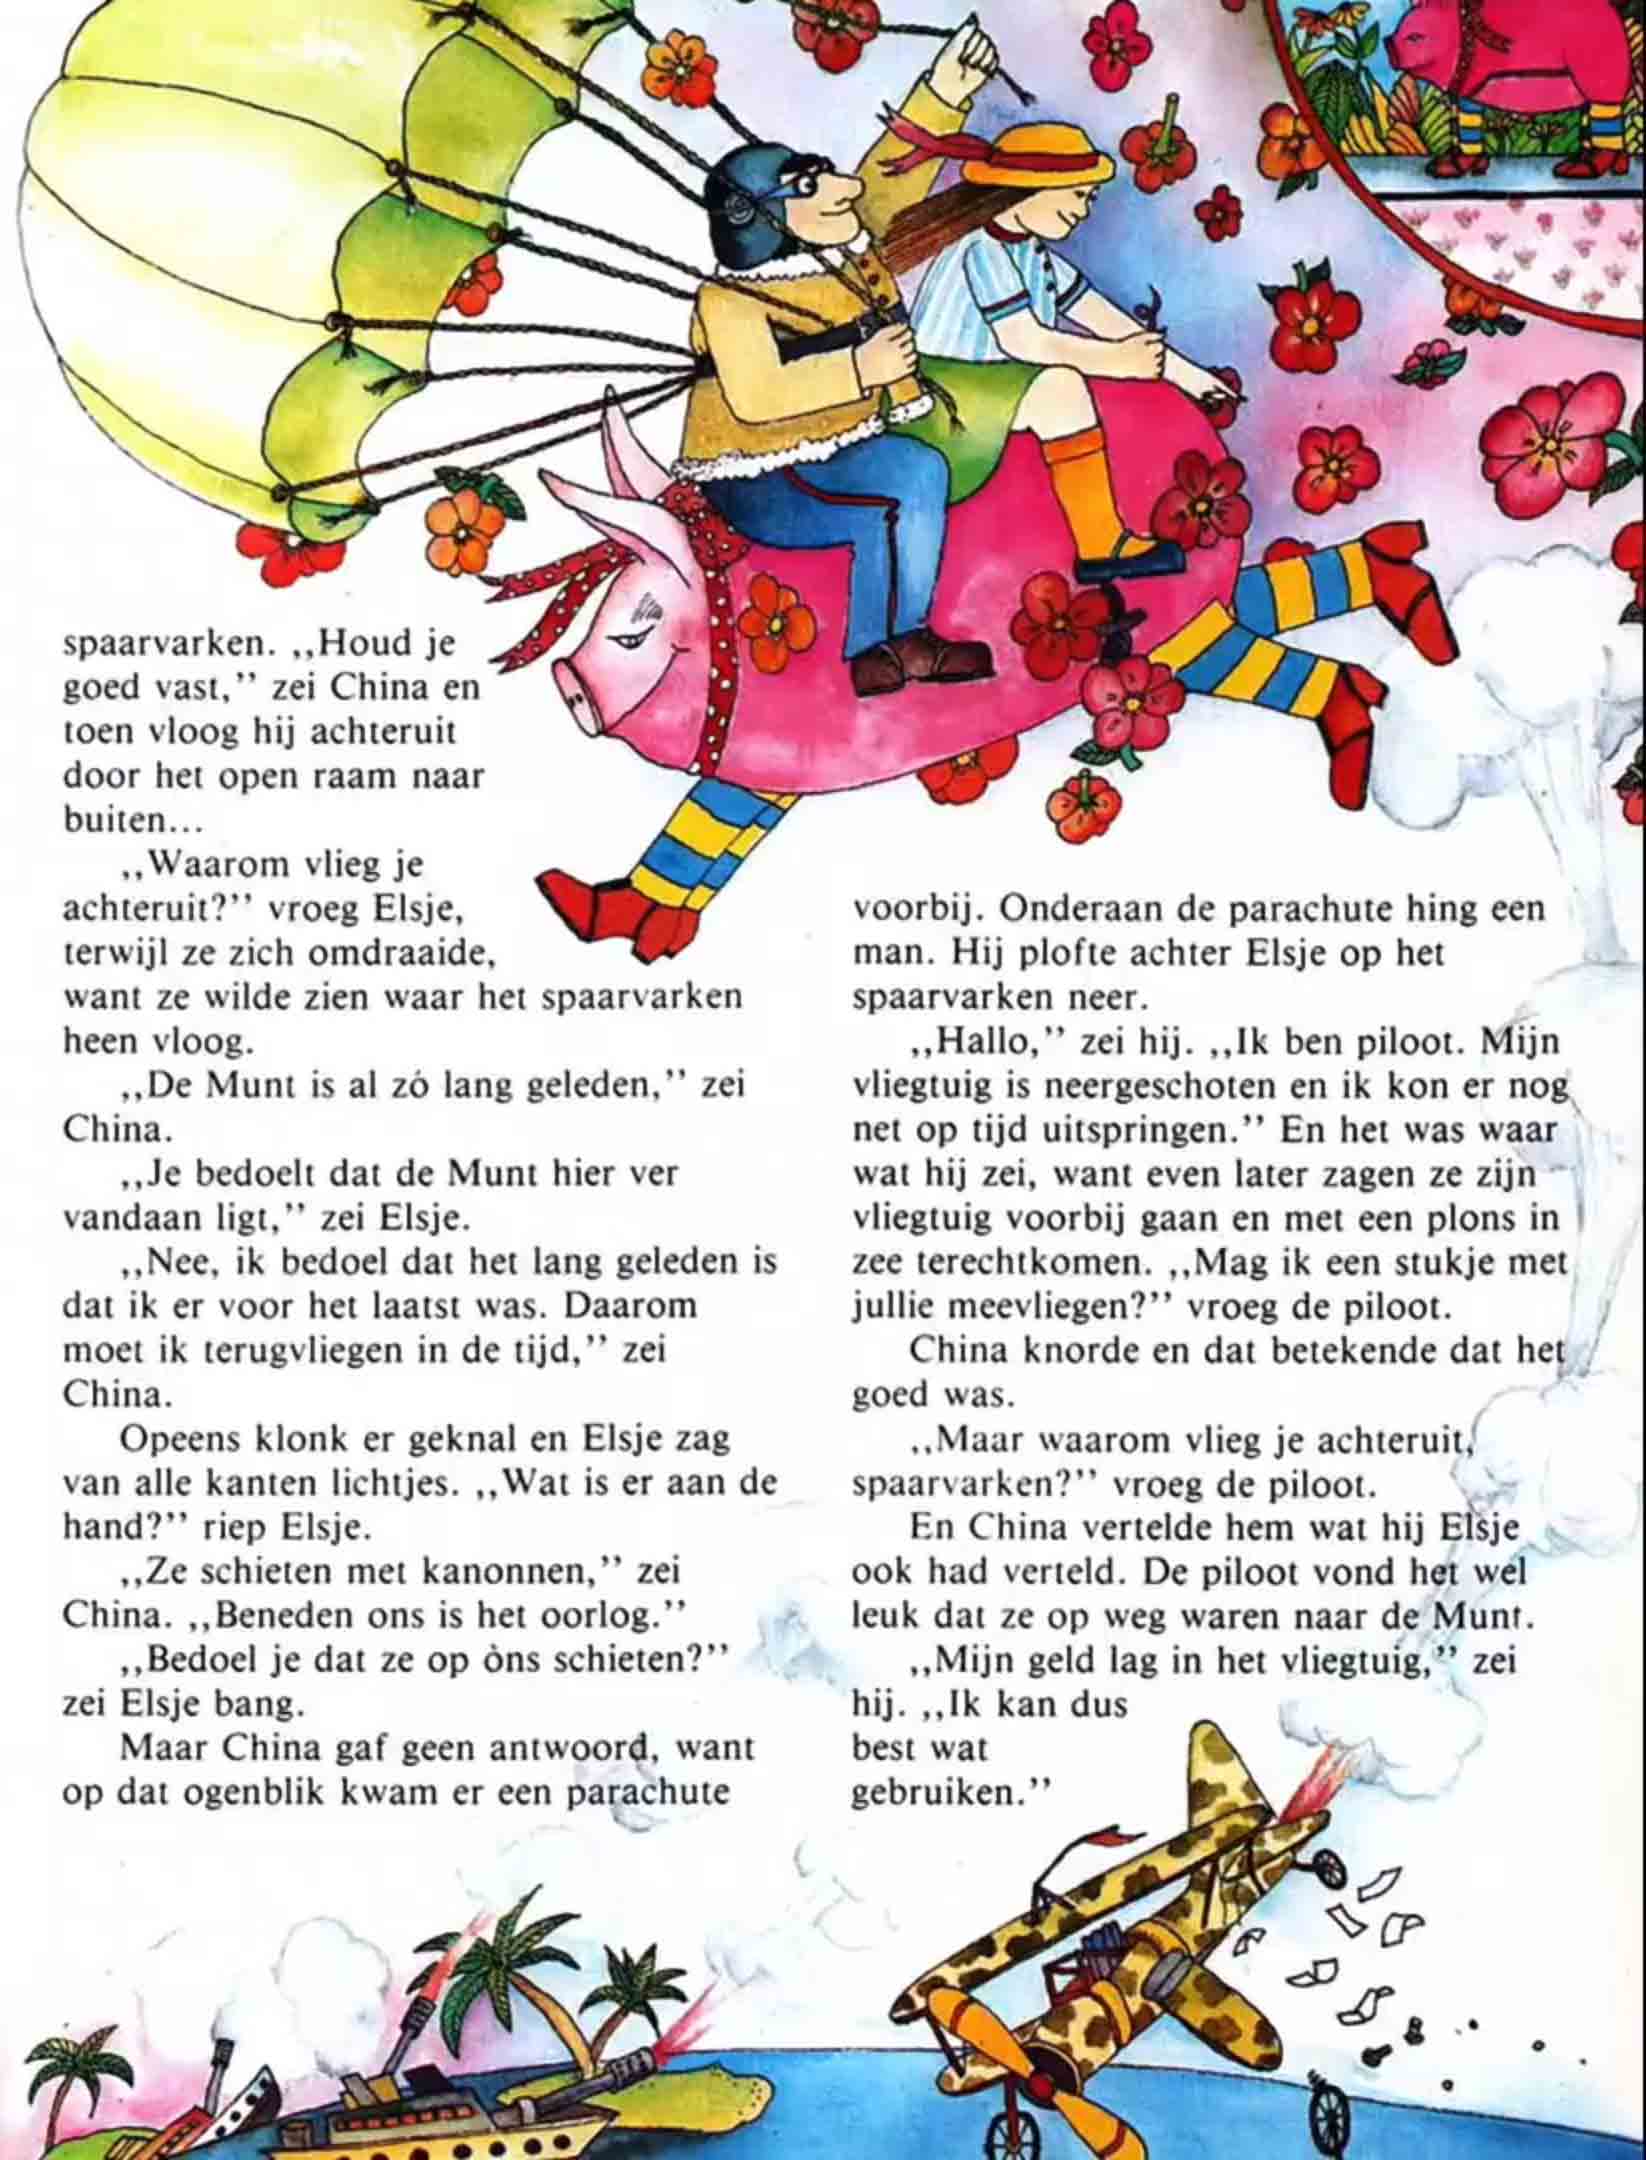 spaarvarken. ,,Houd je
goed vast,’’ zei China en
toen vloog hij achteruit
door het open raam naar
buiten...
,,Waarom vlieg je
achteruit?’’ vroeg Elsje,
terwijl ze zich omdraaide,
want ze wilde zien waar het spaarvarken
heen vloog.
,,De Munt is al zó lang geleden,’’ zei
China.
,,Je bedoelt dat de Munt hier ver
vandaan ligt,’’ zei Elsje.
,,Nee, ik bedoel dat het lang geleden is
dat ik er voor het laatst was. Daarom
moet ik terugvliegen in de tijd,’’ zei
China.
Opeens klonk er geknal en Elsje zag
van alle kanten lichtjes. ,,Wat is er aan de
hand?’’ riep Elsje.
,,Ze schieten met kanonnen,’’ zei
China. ,,Beneden ons is het oorlog.’’
,,Bedoel je dat ze op òns schieten?’’
zei Elsje bang.
Maar China gaf geen antwoord, want
op dat ogenblik kwam er een parachute
voorbij. Onderaan de parachute hing een
man. Hij plofte achter Elsje op het
spaarvarken neer.
,,Hallo,’’ zei hij. ,,Ik ben piloot. Mijn
vliegtuig is neergeschoten en ik kon er nog
net op tijd uitspringen.’’ En het was waar
wat hij zei, want even later zagen ze zijn
vliegtuig voorbij gaan en met een plons in
zee terechtkomen. ,,Mag ik een stukje met
jullie meevliegen?’’ vroeg de piloot.
China knorde en dat betekende dat het
goed was.
,,Maar waarom vlieg je achteruit,
spaarvarken?’’ vroeg de piloot.
En China vertelde hem wat hij Elsje
ook had verteld. De piloot vond het wel
leuk dat ze op weg waren naar de Munt.
,,Mijn geld lag in het vliegtuig,’’ zei
hij. ,,Ik kan dus
best wat
gebruiken.’’